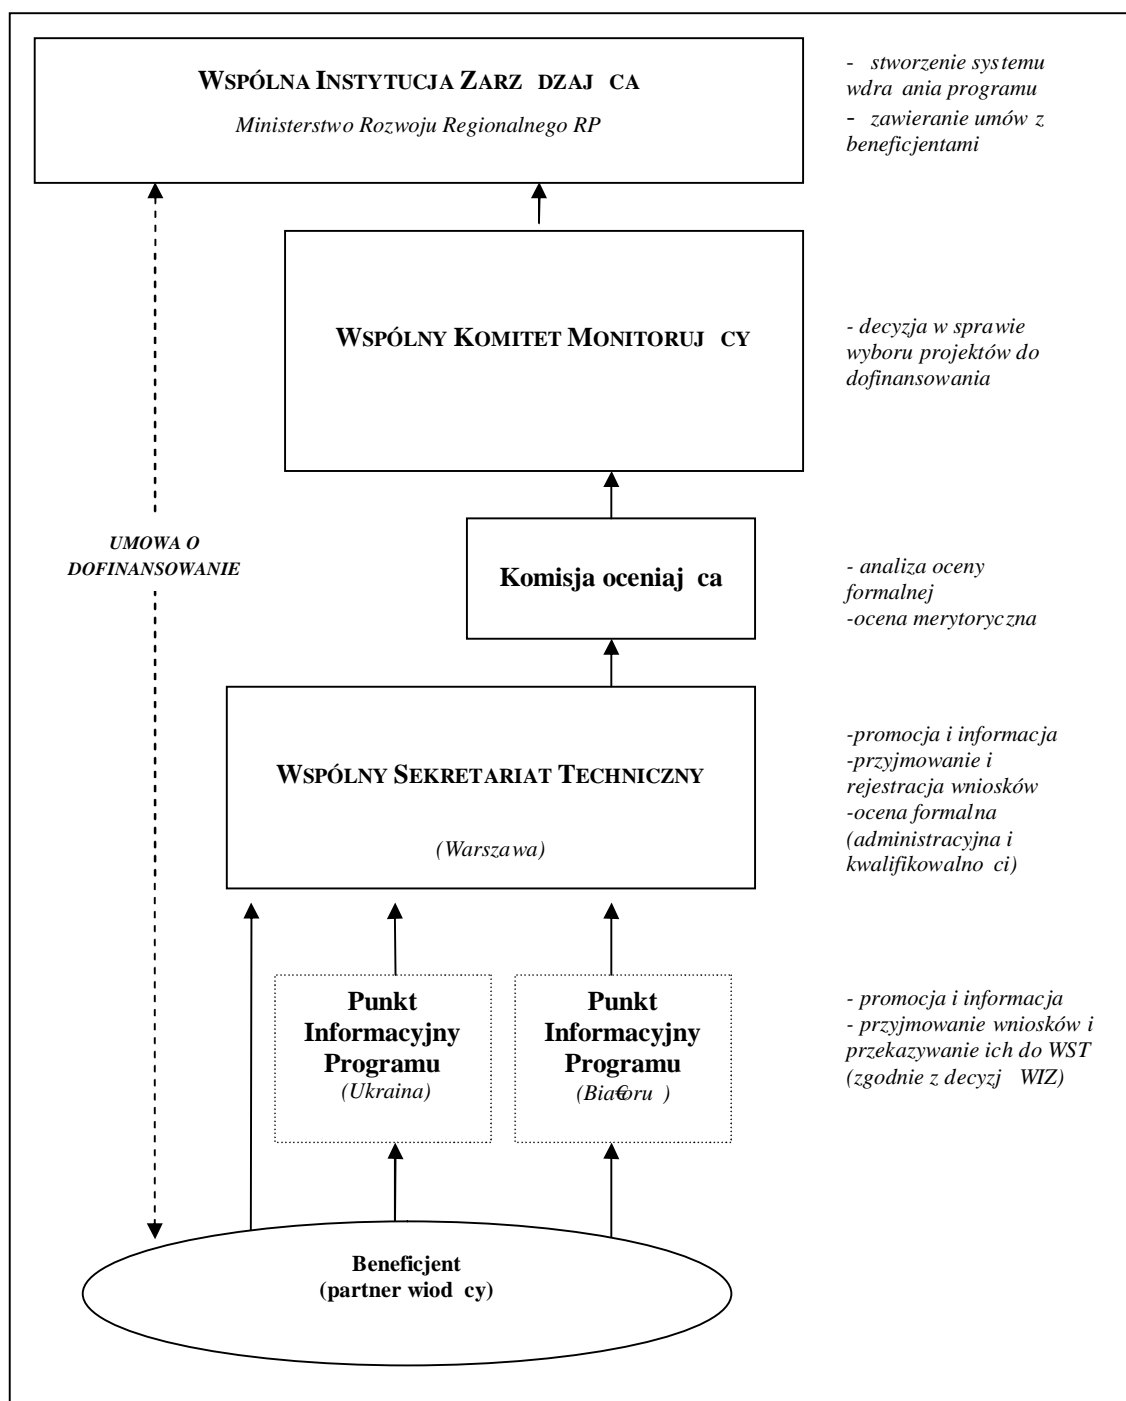 WSPÓLNA INSTYTUCJA ZARZ DZAJ CA
Ministerstwo Rozwoju Regionalnego RP
- stworzenie systemu
wdra ania programu
- zawieranie umów z
beneficjentami
WSPÓLNY KOMITET MONITORUJ CY
- decyzja w sprawie
wyboru projektów do
dofinansowania
UMOWA O
DOFINANSOWANIE
Komisja oceniaj ca
- analiza oceny
formalnej
-ocena merytoryczna
WSPÓLNY SEKRETARIAT TECHNICZNY
(Warszawa)
-promocja i informacja
-przyjmowanie i
rejestracja wniosków
-ocena formalna
(administracyjna i
kwalifikowalno ci)
Punkt
Informacyjny
Programu
(Ukraina)
Punkt
Informacyjny
Programu
(Bia€oru )
- promocja i informacja
- przyjmowanie wniosków i
przekazywanie ich do WST
(zgodnie z decyzj WIZ)
Beneficjent
(partner wiod cy)